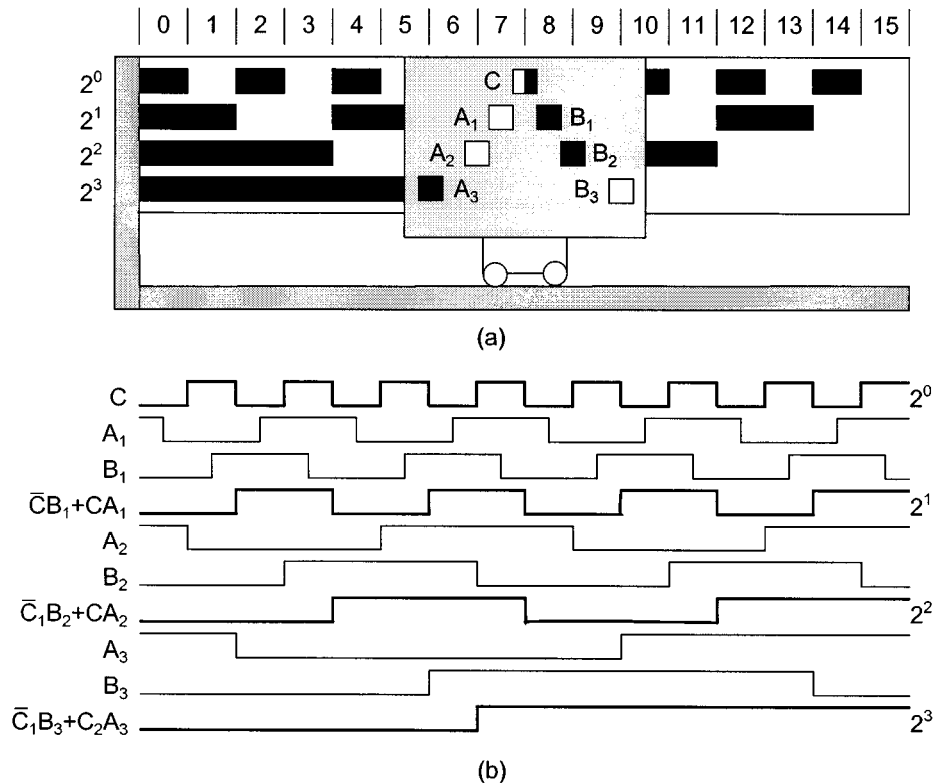 0 1 2 3 4 5 6 7 8 9 10 11 12 13 14 15
2⁰ C
2¹ A₁ B₁
2² A₂ B₂
2³ A₃ B₃
(a)
C 2⁰
A₁
B₁
C̅B₁+CA₁ 2¹
A₂
B₂
C̅₁B₂+CA₂ 2²
A₃
B₃
C̅₁B₃+C₂A₃ 2³
(b)